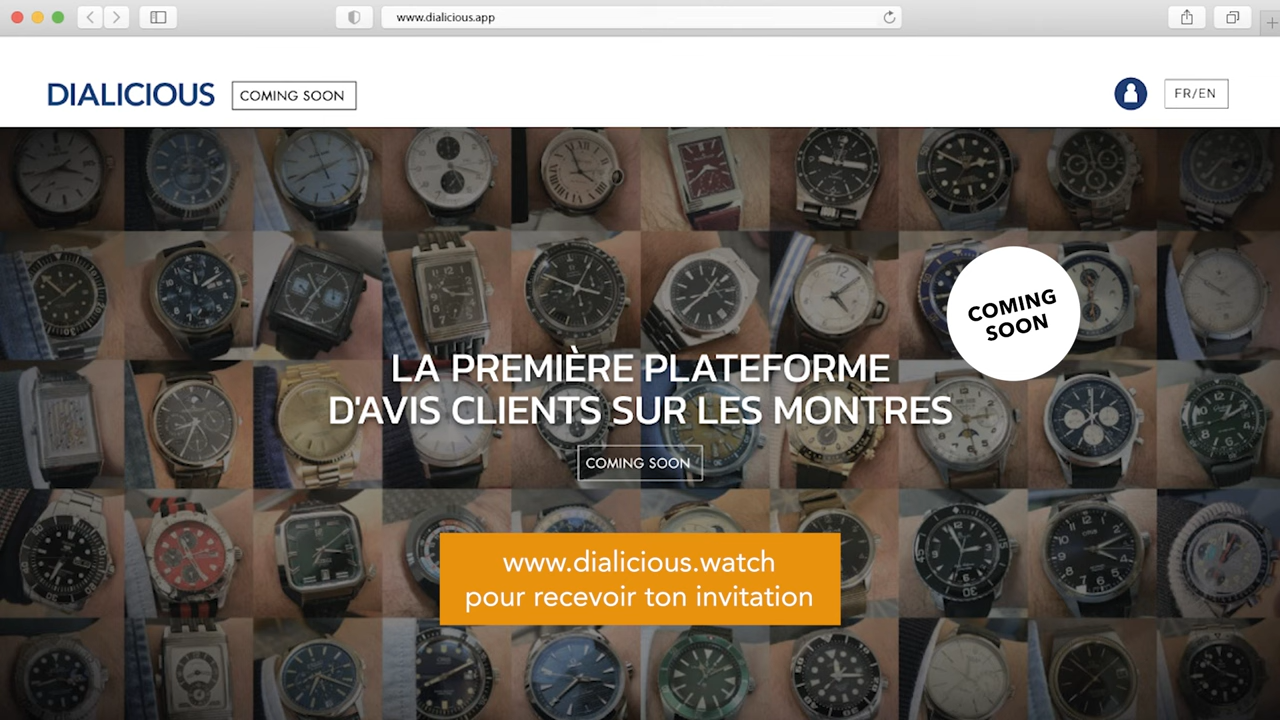 www.dialicious.app
DIALICIOUS
COMING SOON
FR/EN
COMING
SOON
LA PREMIÈRE PLATEFORME
D'AVIS CLIENTS SUR LES MONTRES
COMING SOON
www.dialicious.watch
pour recevoir ton invitation